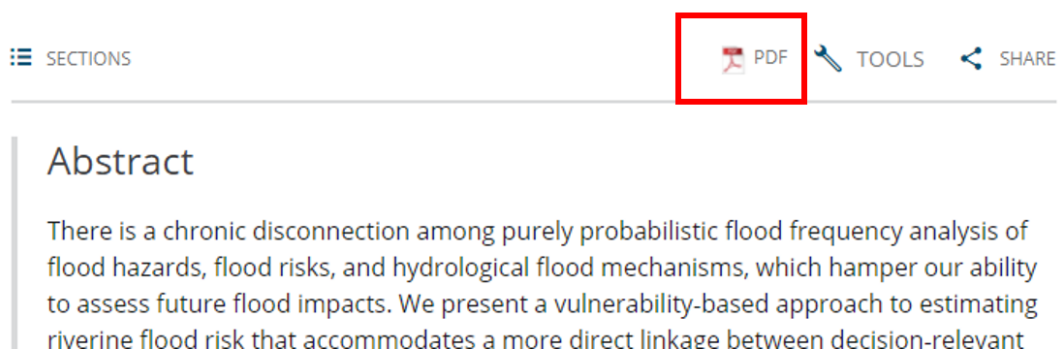 SECTIONS PDF TOOLS SHARE
Abstract
There is a chronic disconnection among purely probabilistic flood frequency analysis of
flood hazards, flood risks, and hydrological flood mechanisms, which hamper our ability
to assess future flood impacts. We present a vulnerability-based approach to estimating
riverine flood risk that accommodates a more direct linkage between decision-relevant